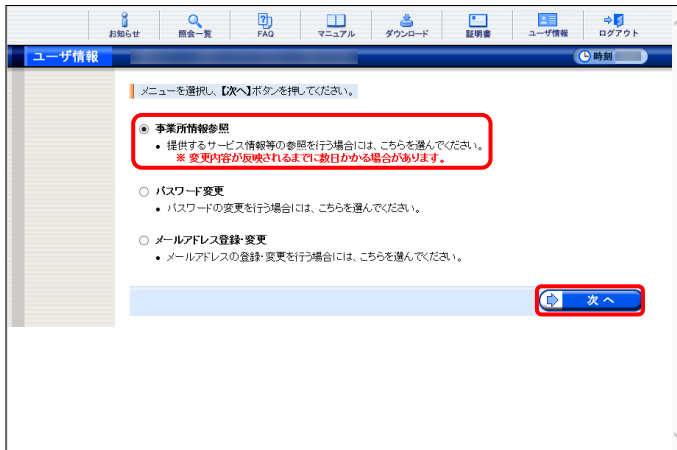 お知らせ 照会一覧 FAQ マニュアル ダウンロード 証明書 ユーザ情報 ログアウト
ユーザ情報 時刻
メニューを選択し、【次へ】ボタンを押してください。
事業所情報参照
• 提供するサービス情報等の参照を行う場合には、こちらを選んでください。
※ 変更内容が反映されるまでに数日かかる場合があります。
パスワード変更
• パスワードの変更を行う場合には、こちらを選んでください。
メールアドレス登録・変更
• メールアドレスの登録・変更を行う場合には、こちらを選んでください。
次へ